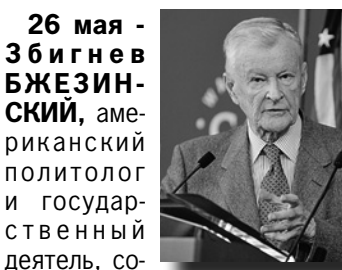 26 мая -
Збигнев
БЖЕЗИН-
СКИЙ, аме-
риканский
политолог
и государ-
ственный
деятель, со-